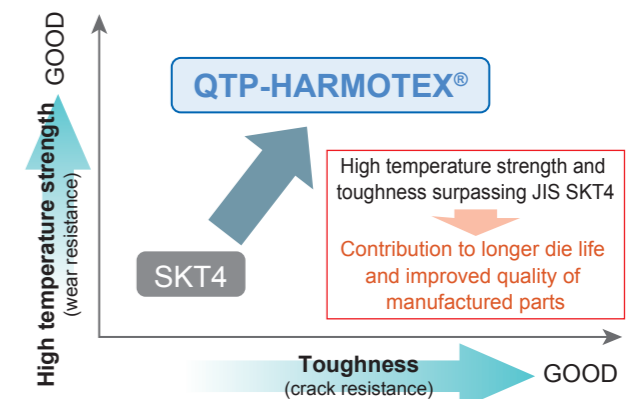 GOOD
High temperature strength
(wear resistance)
QTP-HARMOTEX®
SKT4
High temperature strength and
toughness surpassing JIS SKT4
Contribution to longer die life
and improved quality of
manufactured parts
Toughness
(crack resistance)
GOOD